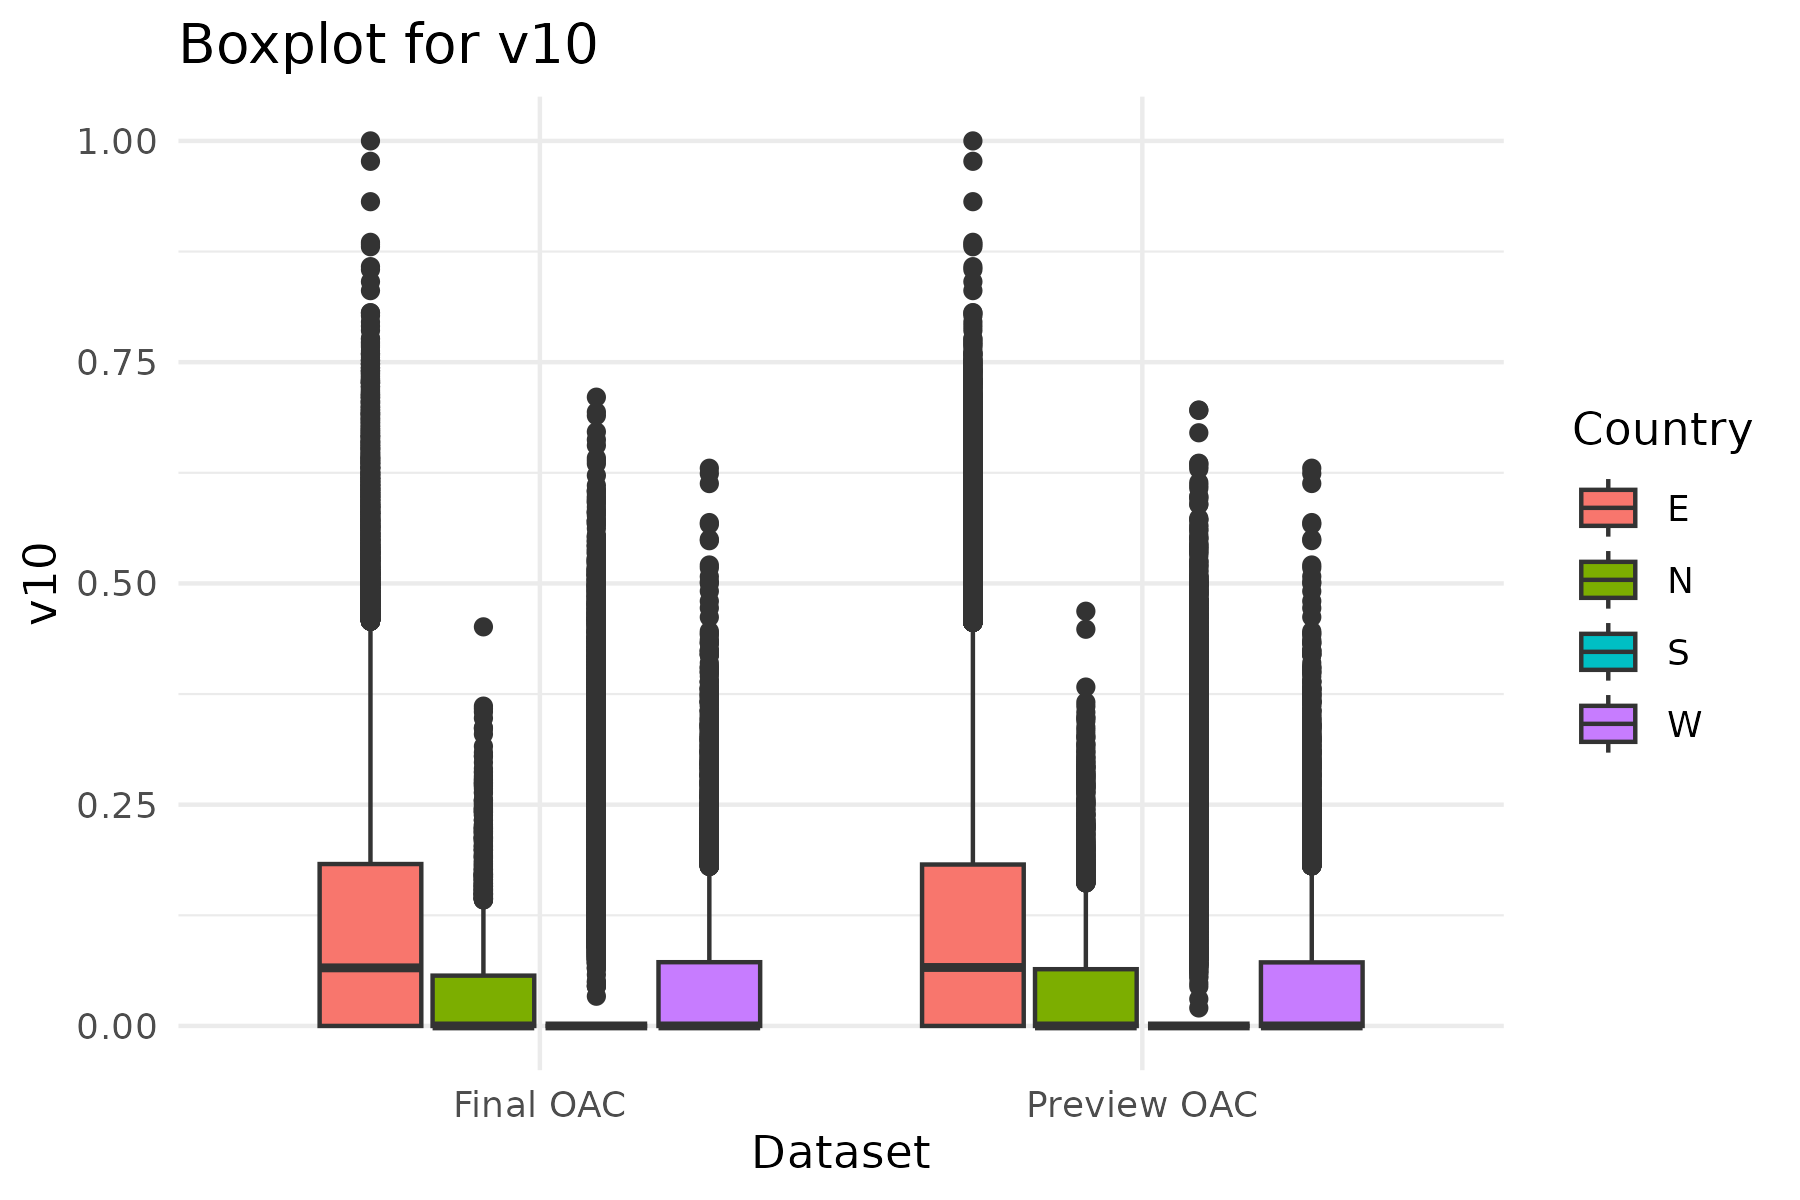 Boxplot for v10
1.00
0.75
0.50
0.25
0.00
v10
Final OAC
Preview OAC
Dataset
Country
E
N
S
W